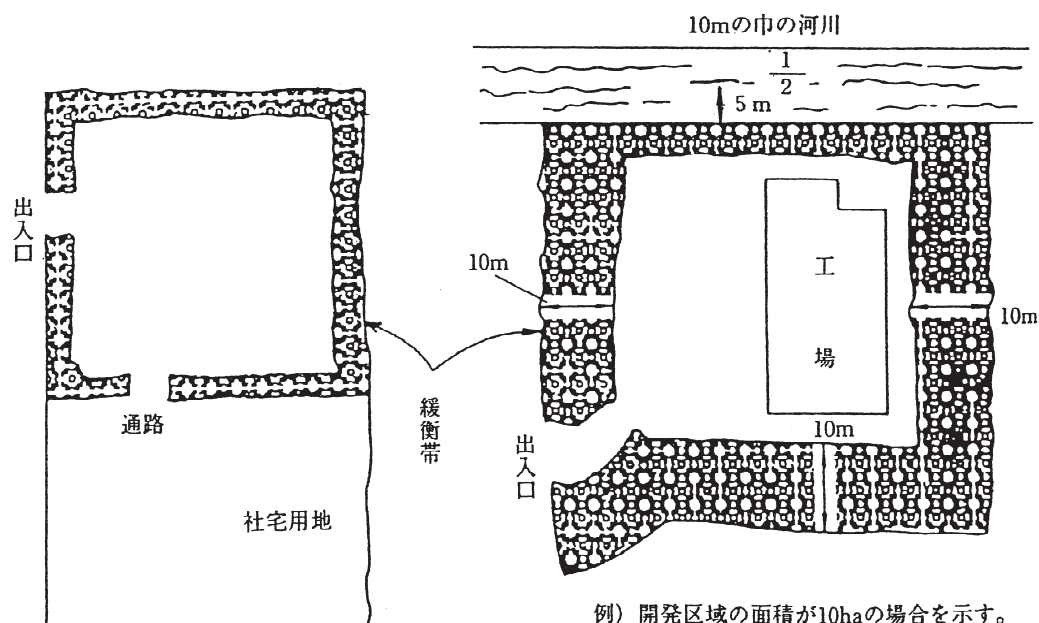 10mの巾の河川
1/2
5m
出入口
10m
工場
10m
緩衝帯
通路
出入口
10m
社宅用地
例) 開発区域の面積が10haの場合を示す。